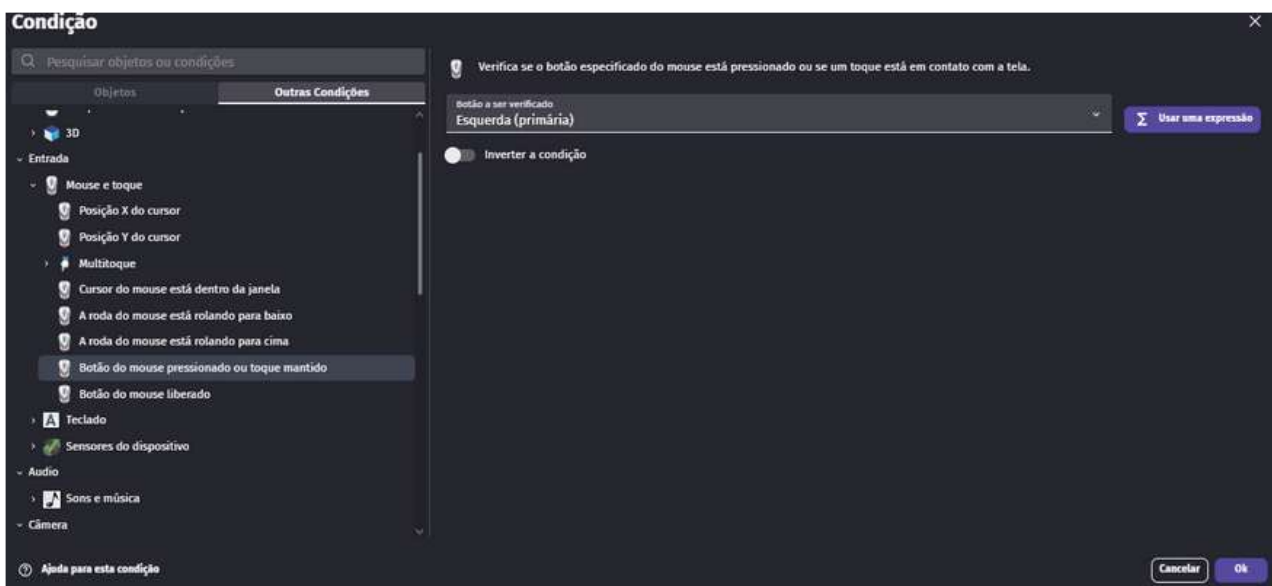 Condição
Pesquisar objetos ou condições
Objetos
Outras Condições
3D
Entrada
Mouse e toque
Posição X do cursor
Posição Y do cursor
Multitoque
Cursor do mouse está dentro da janela
A roda do mouse está rolando para baixo
A roda do mouse está rolando para cima
Botão do mouse pressionado ou toque mantido
Botão do mouse liberado
A Teclado
Sensores do dispositivo
Audio
Sons e música
Câmera
Ajuda para esta condição
Verifica se o botão especificado do mouse está pressionado ou se um toque está em contato com a tela.
Botão a ser verificado
Esquerda (primária)
Σ Usar uma expressão
Inverter a condição
Cancelar
Ok